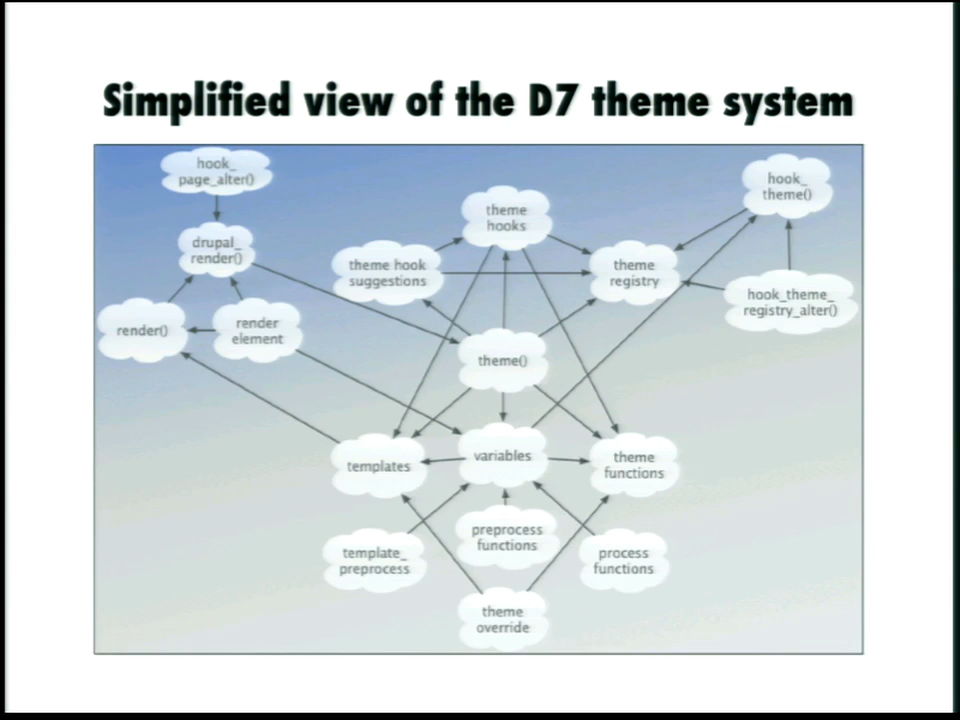 Simplified view of the D7 theme system
hook_
page_alter()
hook_
theme()
theme
hooks
drupal_
render()
theme hook
suggestions
theme
registry
hook_theme_
registry_alter()
render()
render
element
theme()
templates
variables
theme
functions
preprocess
functions
template_
preprocess
process
functions
theme
override